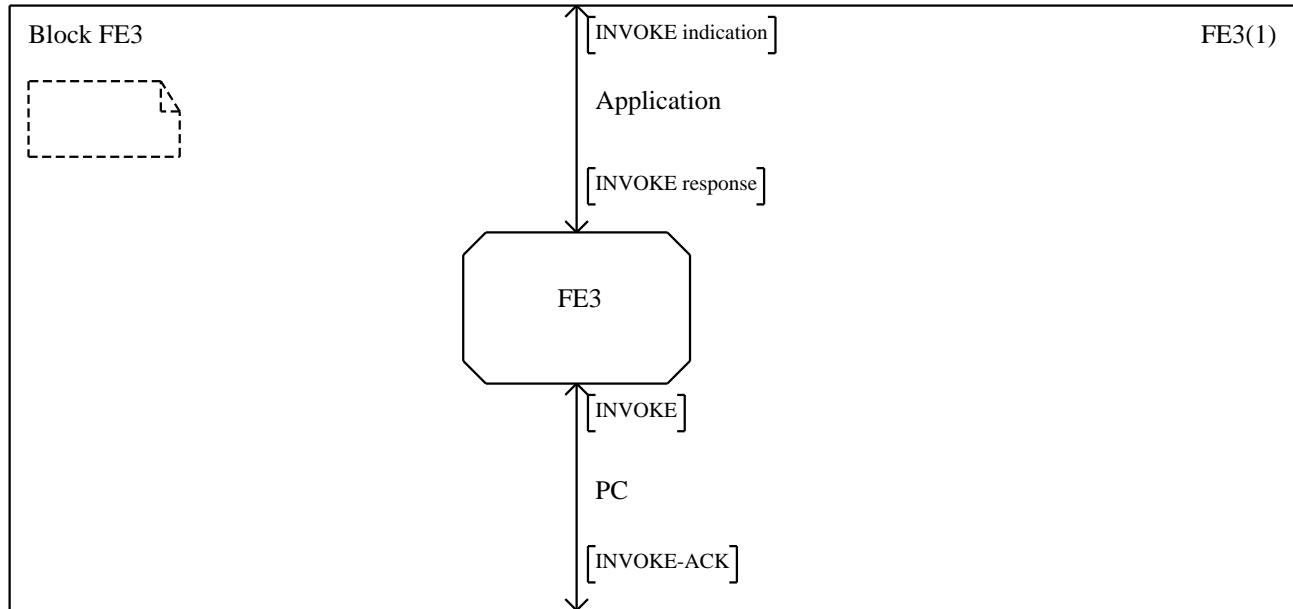 Block FE3
[INVOKE indication]
FE3(1)
Application
[INVOKE response]
FE3
[INVOKE]
PC
[INVOKE-ACK]